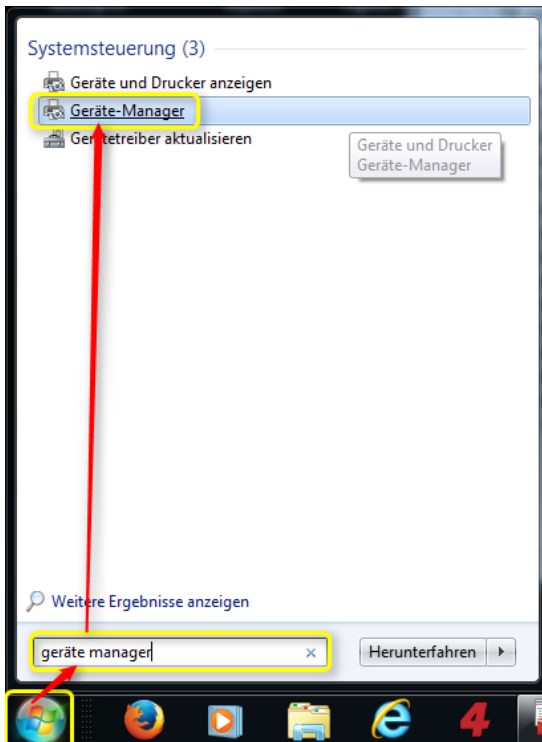 Systemsteuerung (3)
Geräte und Drucker anzeigen
Geräte-Manager
Gerätetreiber aktualisieren
Geräte und Drucker
Geräte-Manager
Weitere Ergebnisse anzeigen
geräte manager
Herunterfahren
4